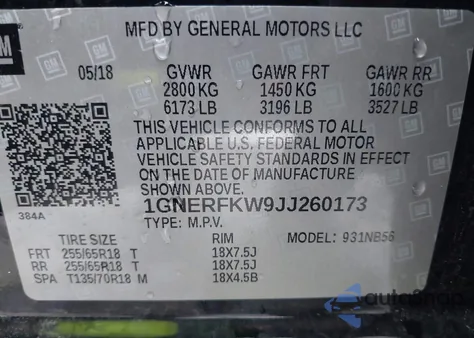 GM
MFD BY GENERAL MOTORS LLC
05/18 GVWR GAWR FRT GAWR RR
2800 KG 1450 KG 1600 KG
6173 LB 3196 LB 3527 LB
THIS VEHICLE CONFORMS TO ALL
APPLICABLE U.S. FEDERAL MOTOR
VEHICLE SAFETY STANDARDS IN EFFECT
ON THE DATE OF MANUFACTURE
SHOWN ABOVE.
384A
1GNERFKW9JJ260173
TYPE: M.P.V.
TIRE SIZE RIM MODEL: 931NB56
FRT 255/65R18 T 18X7.5J
RR 255/65R18 T 18X7.5J
SPA T135/70R18 M 18X4.5B